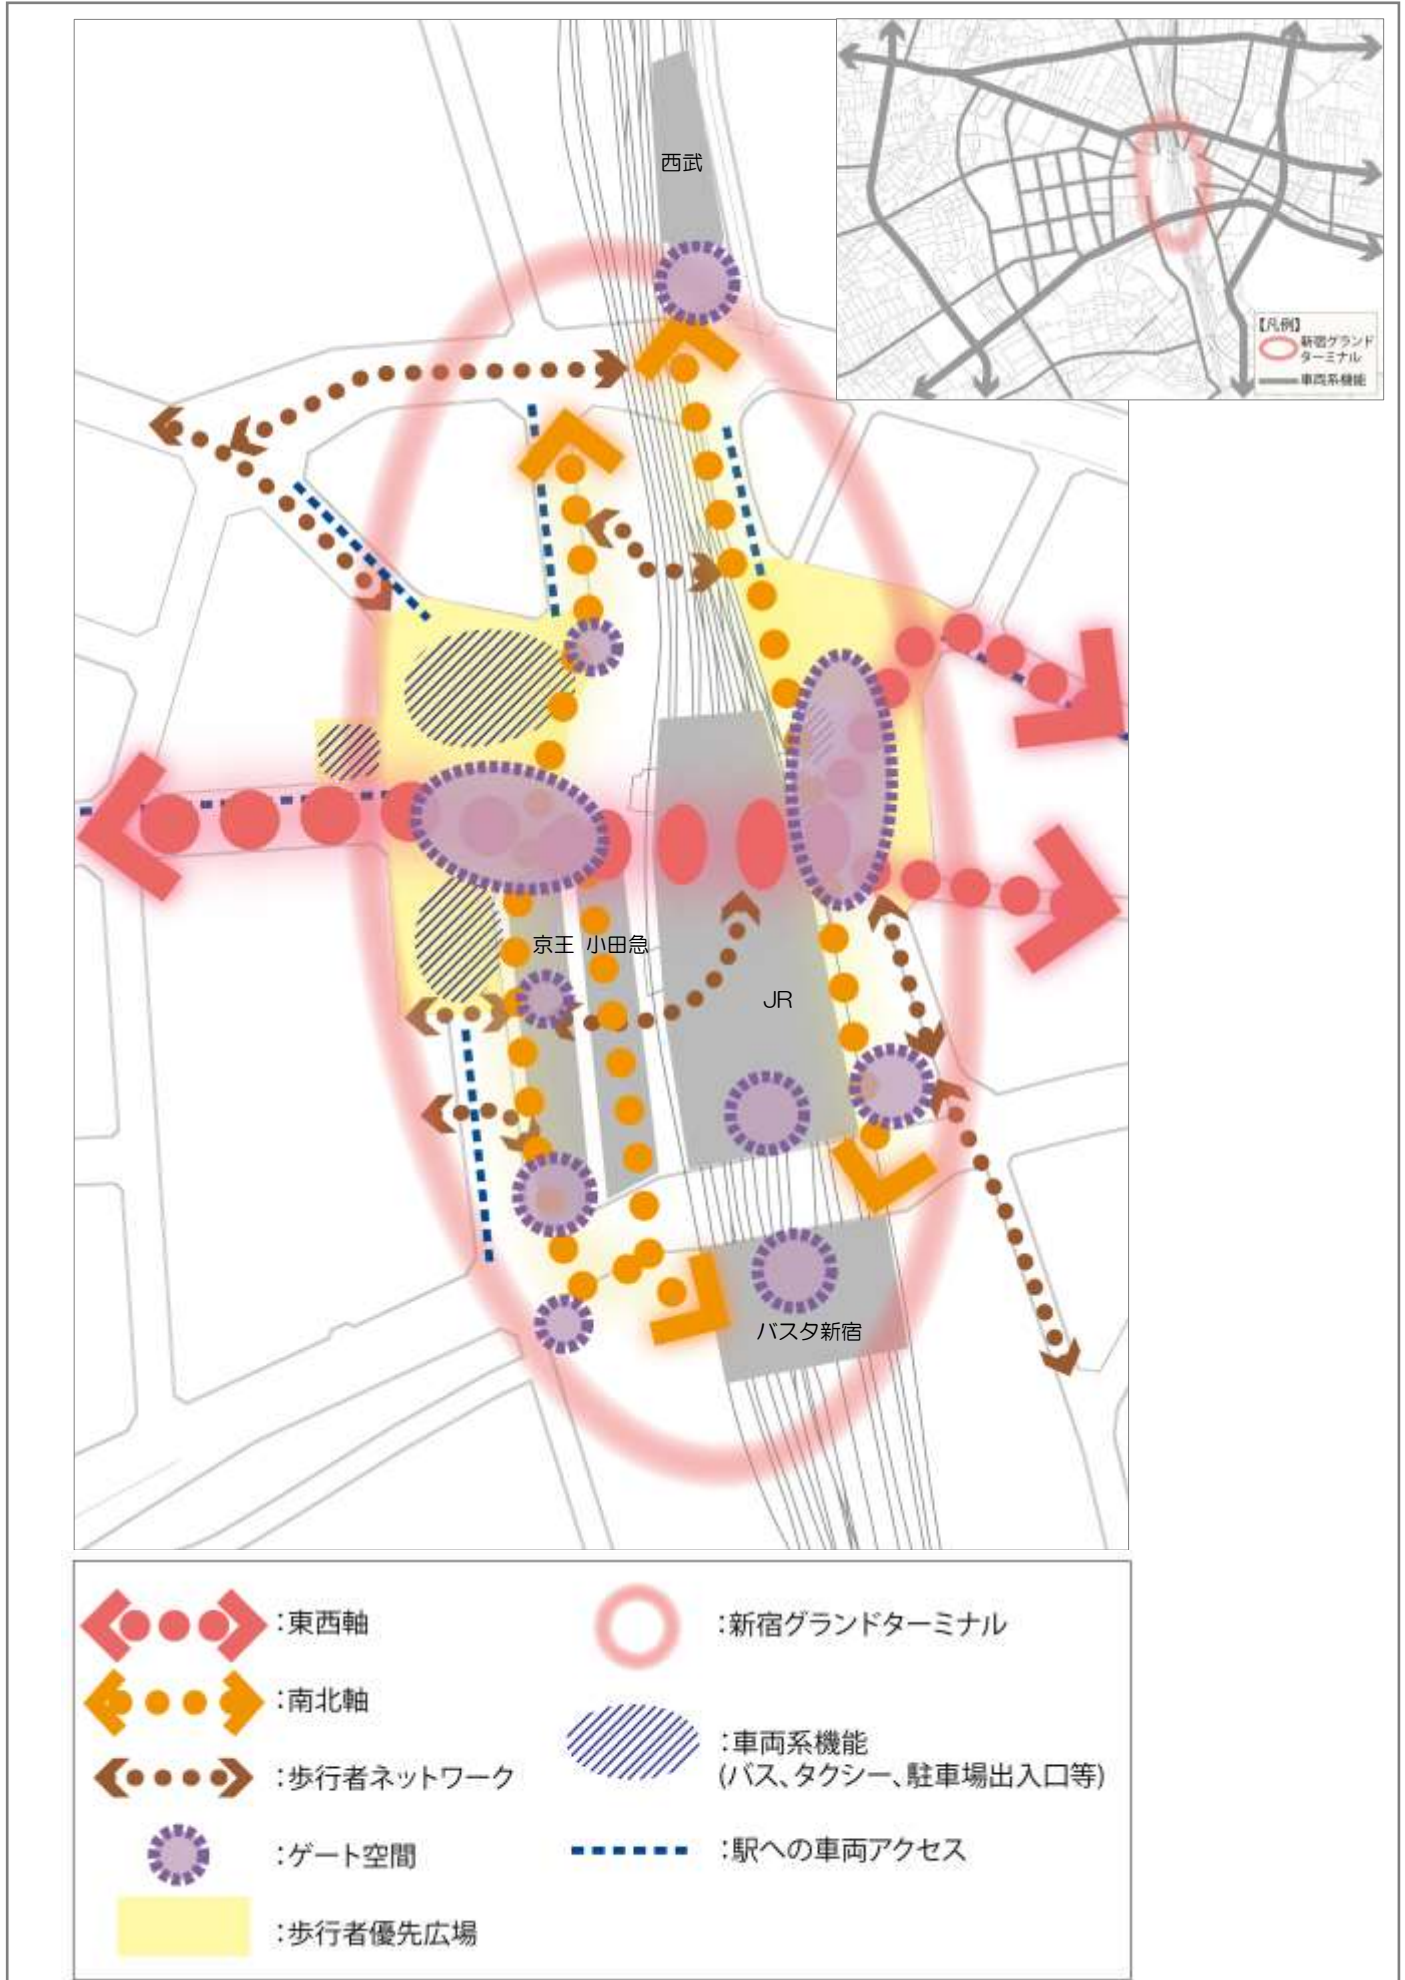 西武
【凡例】
新宿グランド
ターミナル
車両系機能
京王 小田急
JR
バスタ新宿
:東西軸
:新宿グランドターミナル
:南北軸
:車両系機能
(バス、タクシー、駐車場出入口等)
:歩行者ネットワーク
:ゲート空間
:駅への車両アクセス
:歩行者優先広場